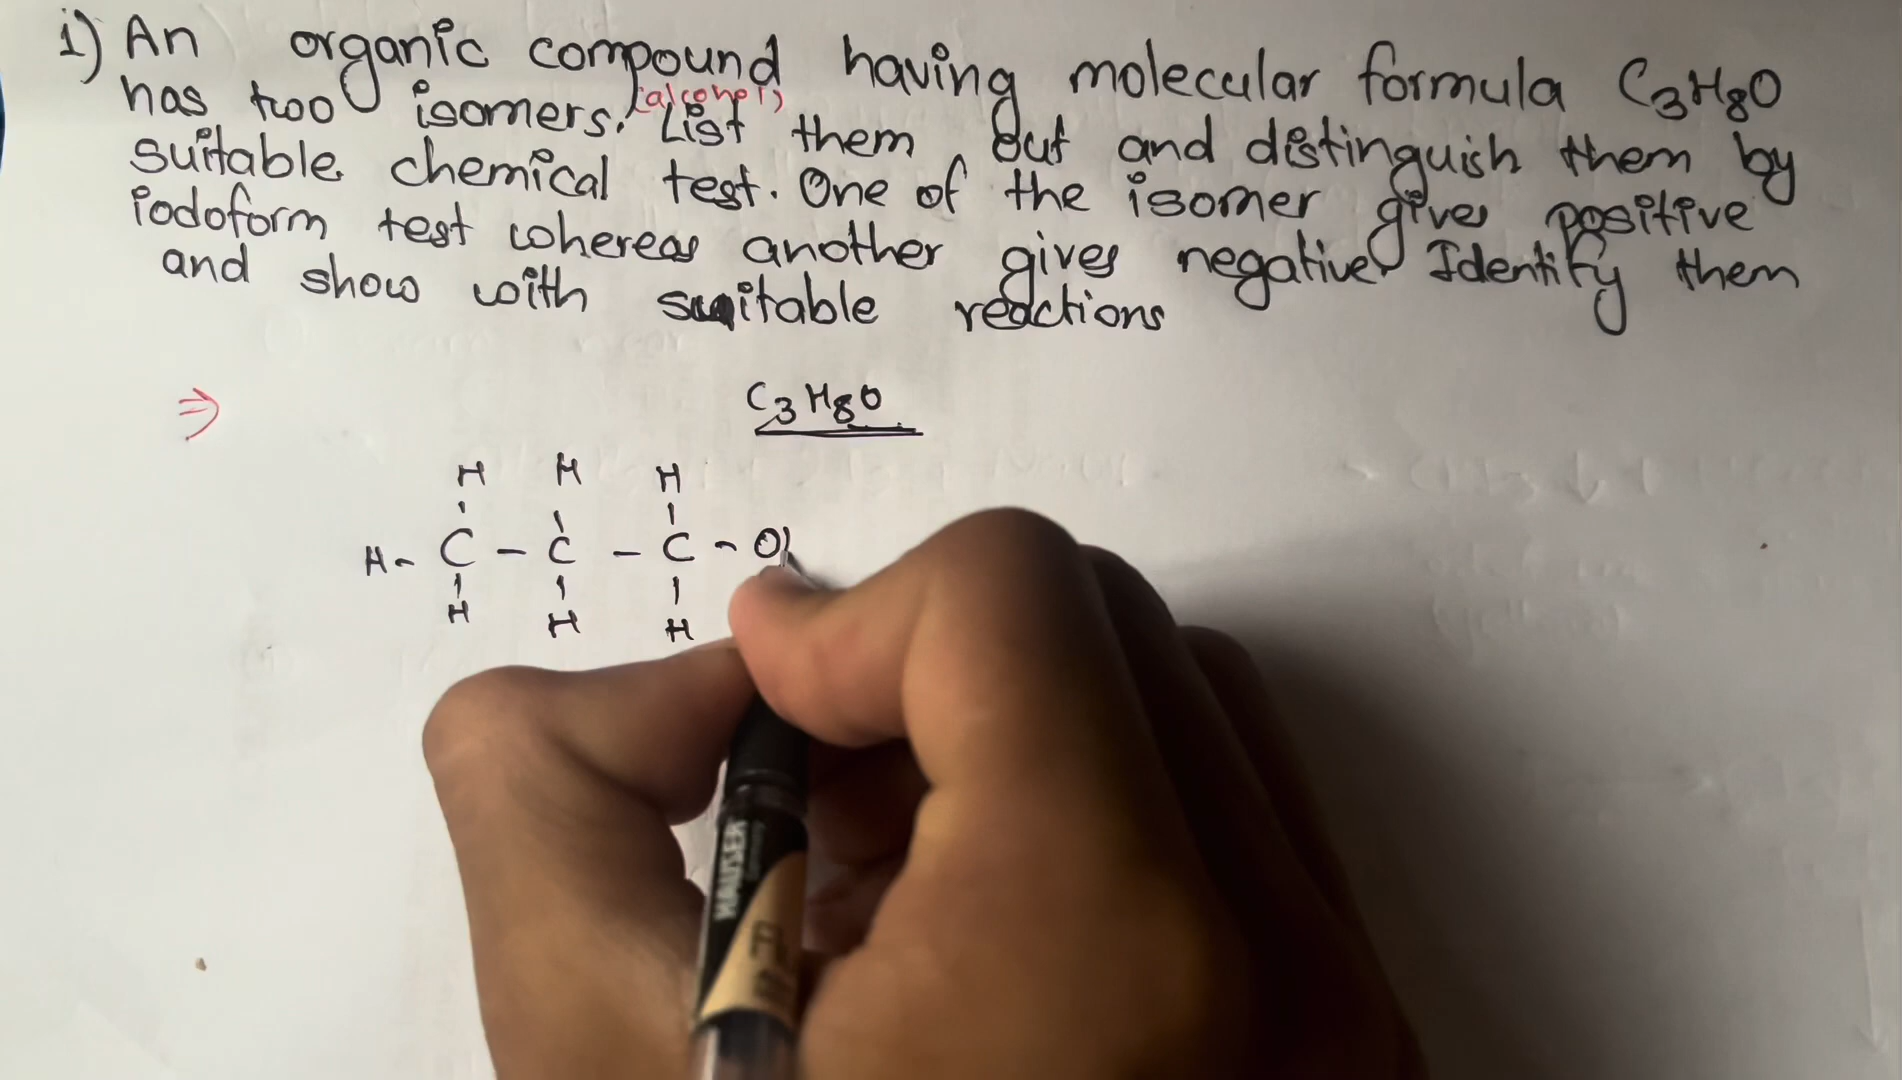 1) An organic compound having molecular formula C3H8O
has two isomers. (alcohol) List them out and distinguish them by
suitable chemical test. One of the isomer gives positive
iodoform test whereas another gives negative Identify them
and show with suitable reactions
⇒ C3H8O
H H H
H - C - C - C - OH
H H H
HAUSER
Germany